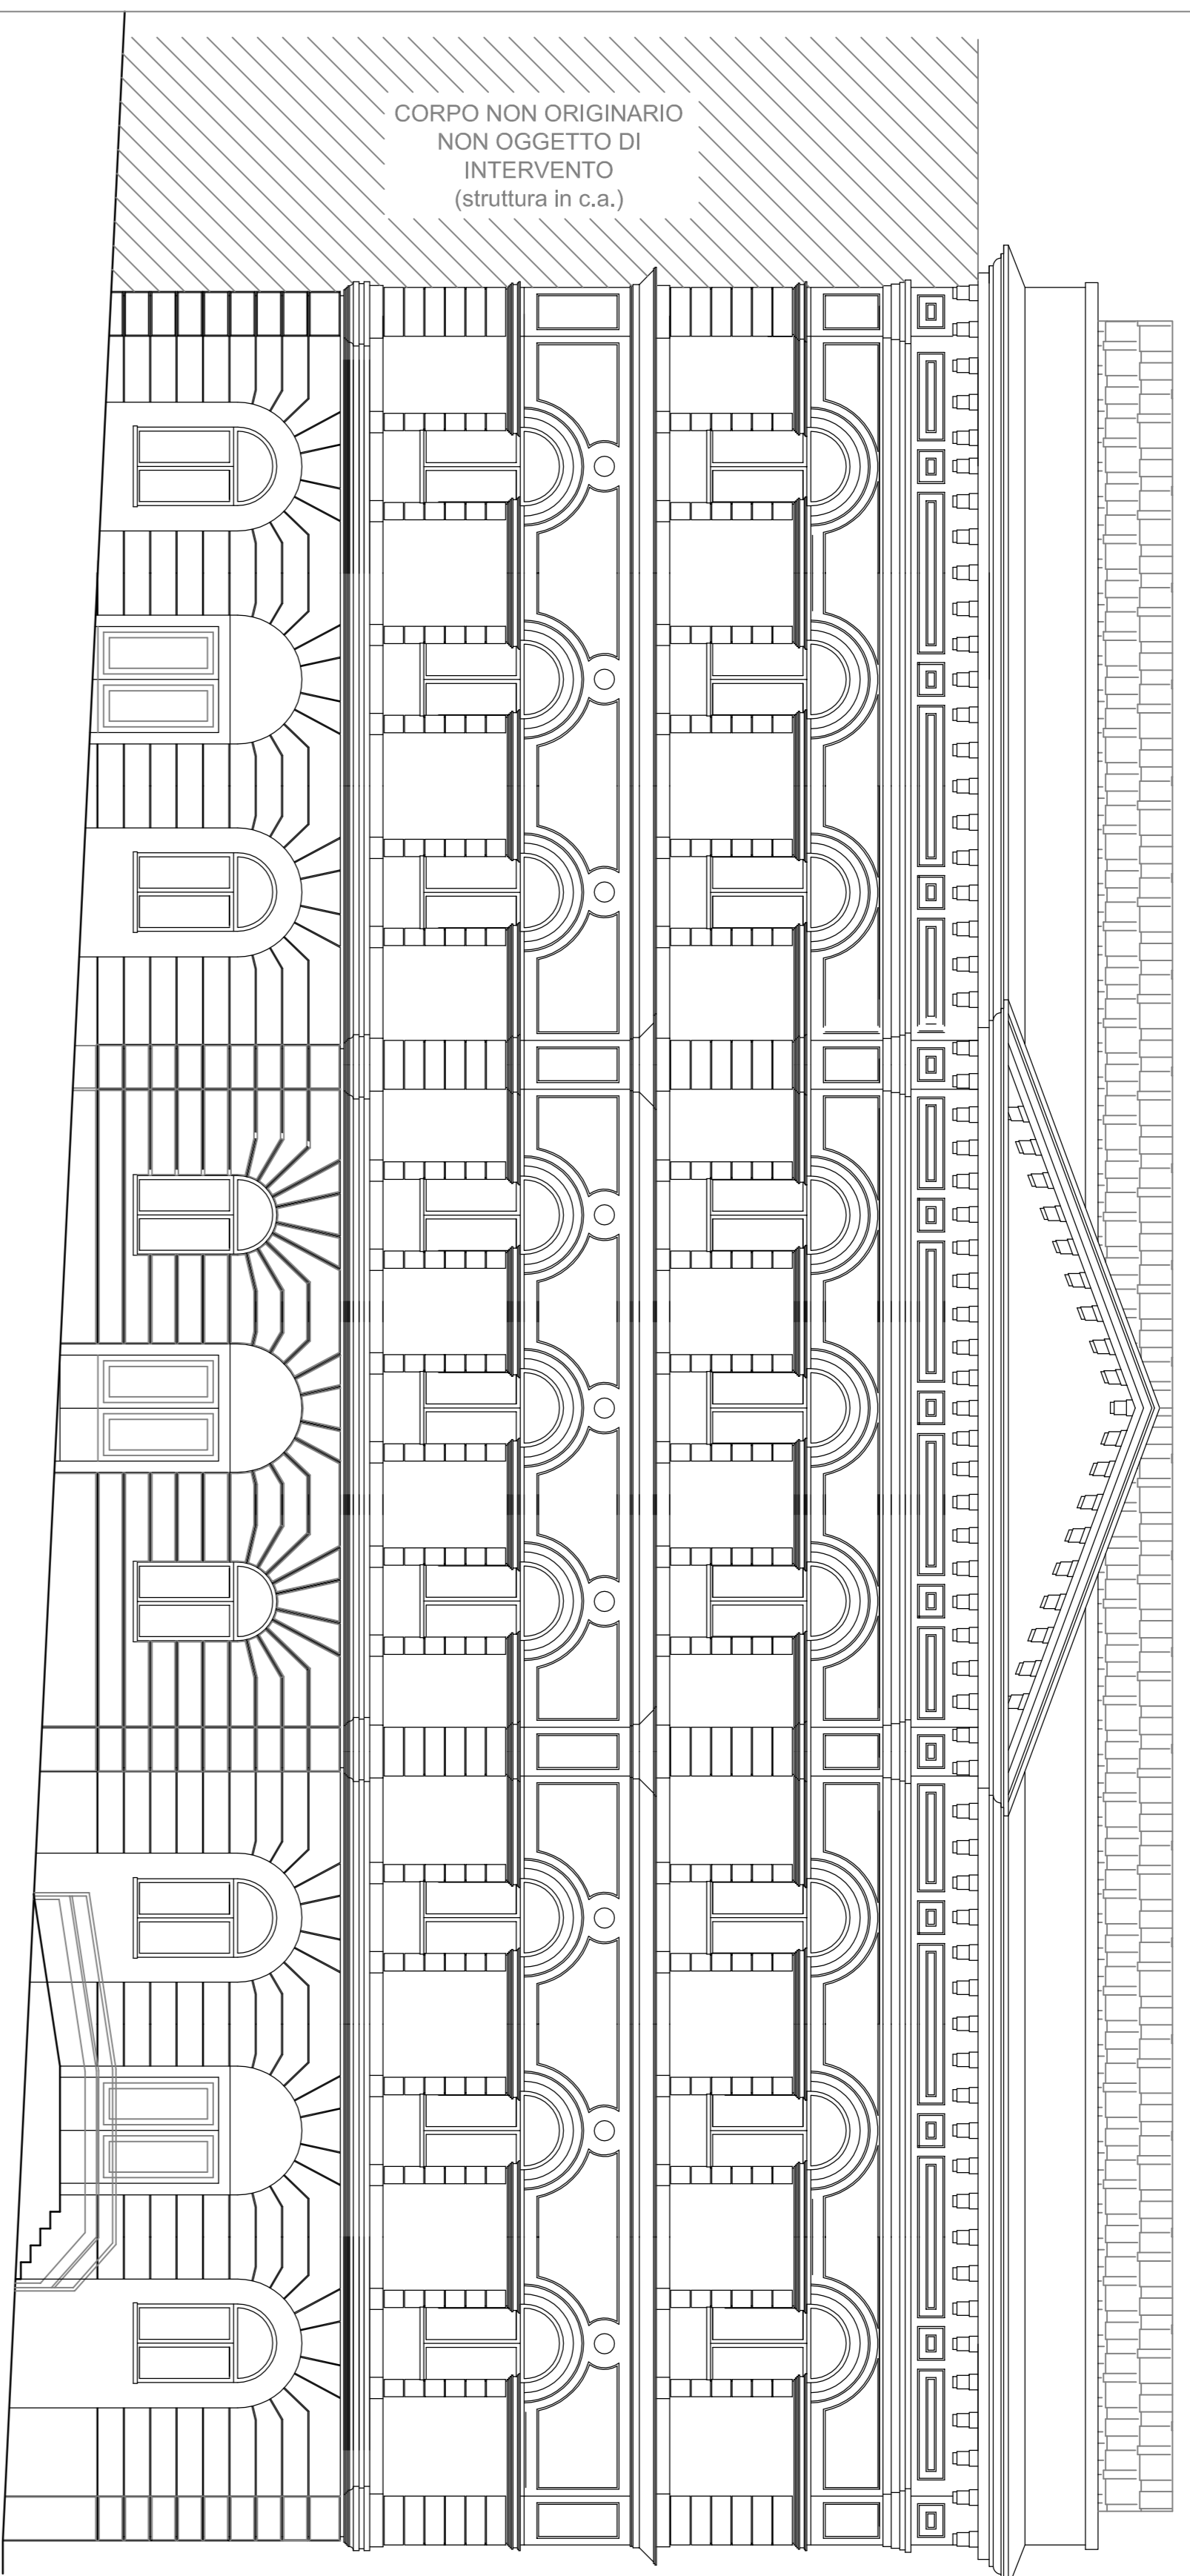 CORPO NON ORIGINARIO
NON OGGETTO DI
INTERVENTO
(struttura in c.a.)